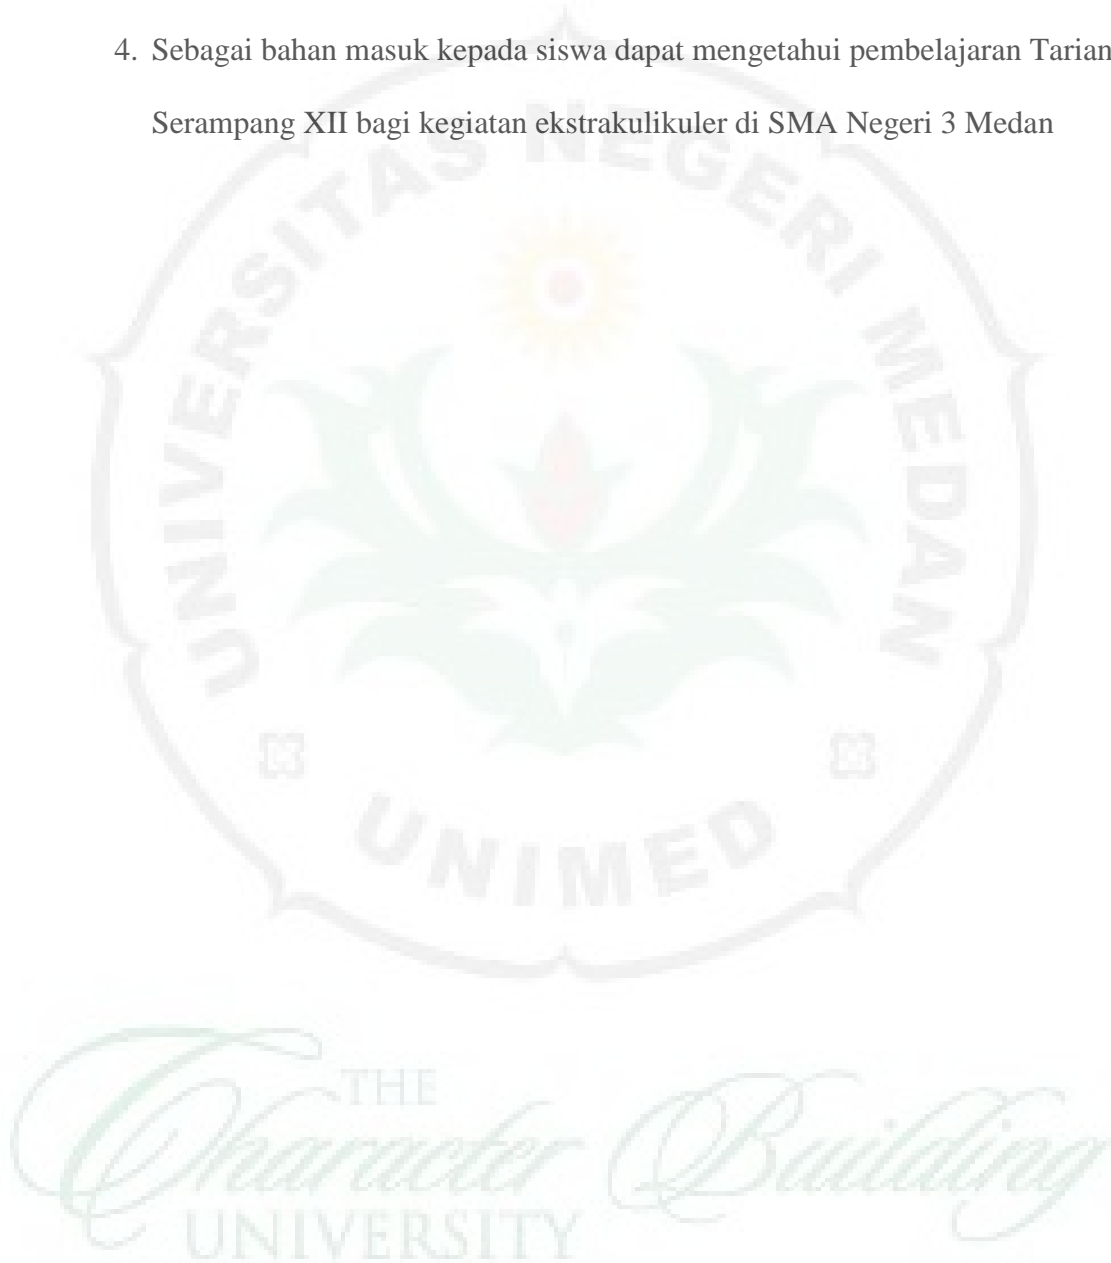 4. Sebagai bahan masuk kepada siswa dapat mengetahui pembelajaran Tarian
Serampang XII bagi kegiatan ekstrakulikuler di SMA Negeri 3 Medan
UNIVERSITAS NEGERI MEDAN
UNIMED
THE
Character Building
UNIVERSITY